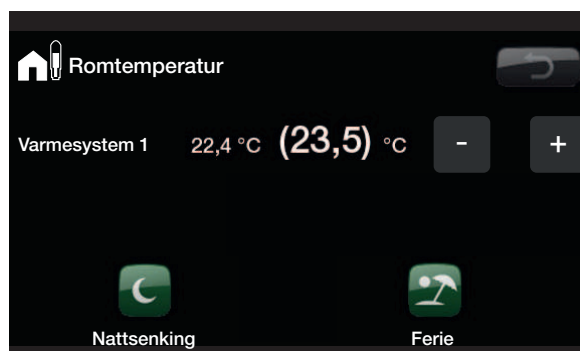 Romtemperatur
Varmesystem 1 22,4 °C (23,5) °C - +
Nattsenking Ferie